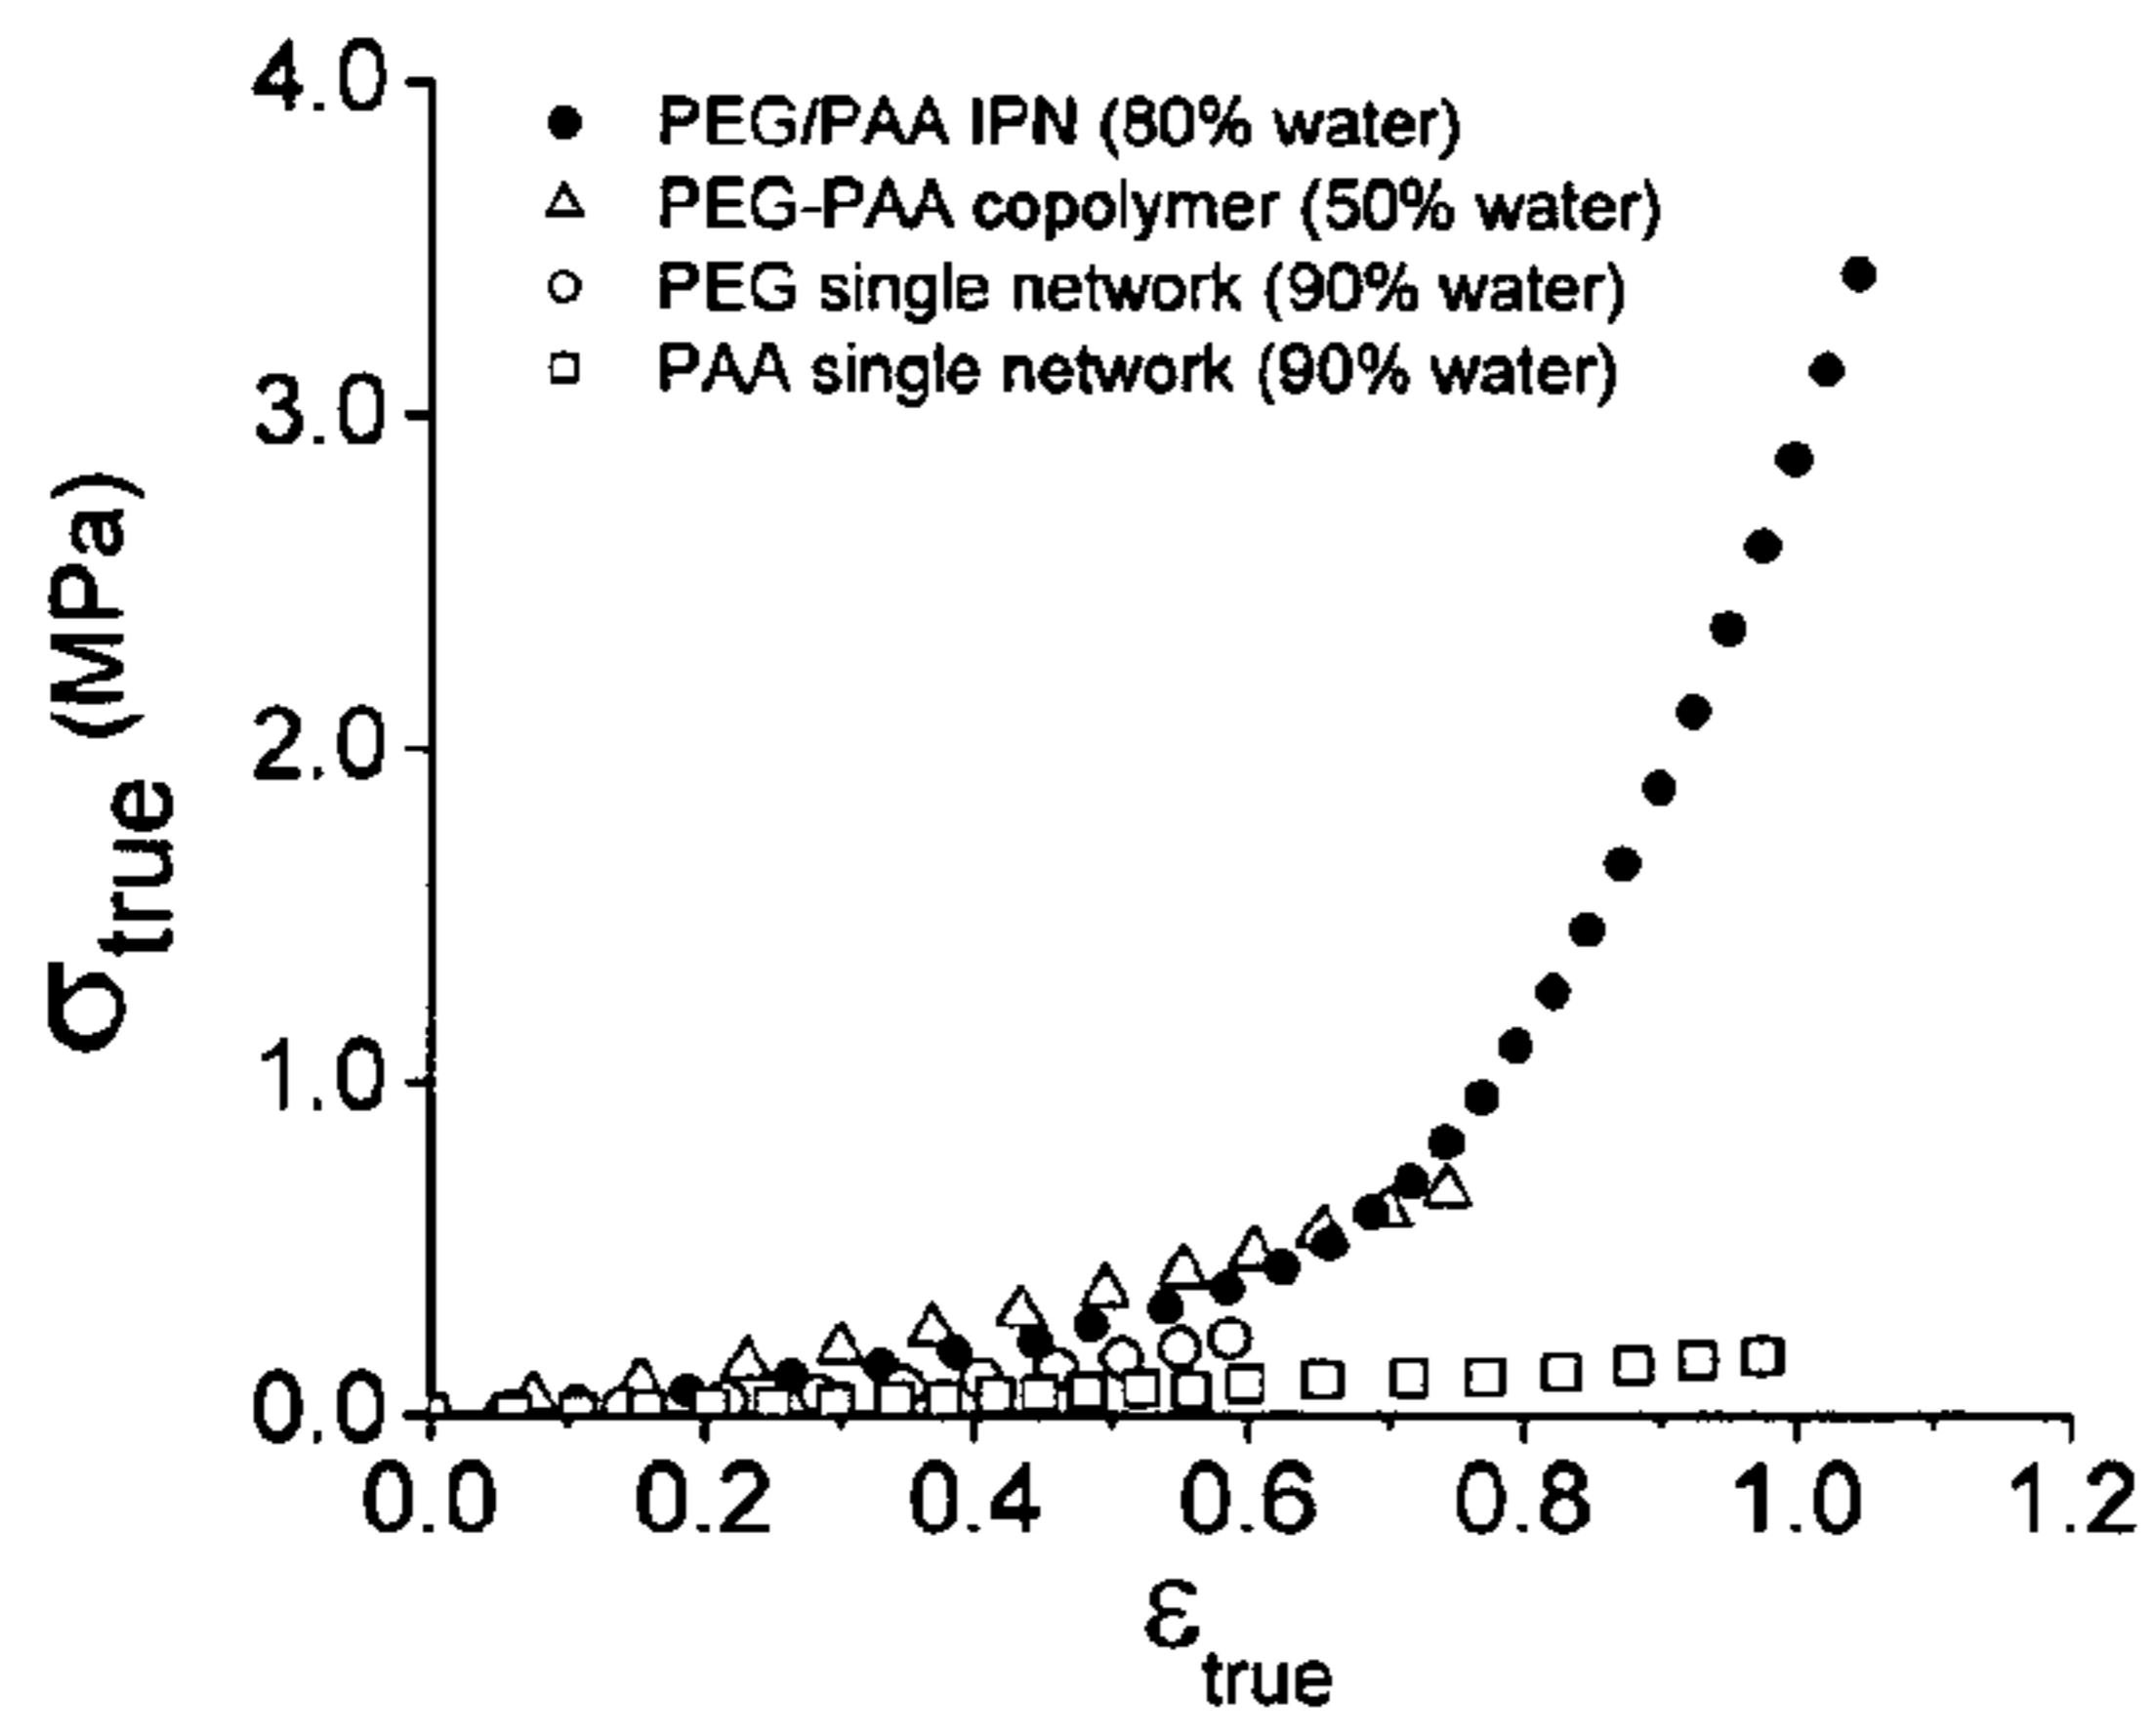 4.0
3.0
2.0
1.0
0.0
σtrue (MPa)
PEG/PAA IPN (80% water)
PEG-PAA copolymer (50% water)
PEG single network (90% water)
PAA single network (90% water)
0.0 0.2 0.4 0.6 0.8 1.0 1.2
εtrue